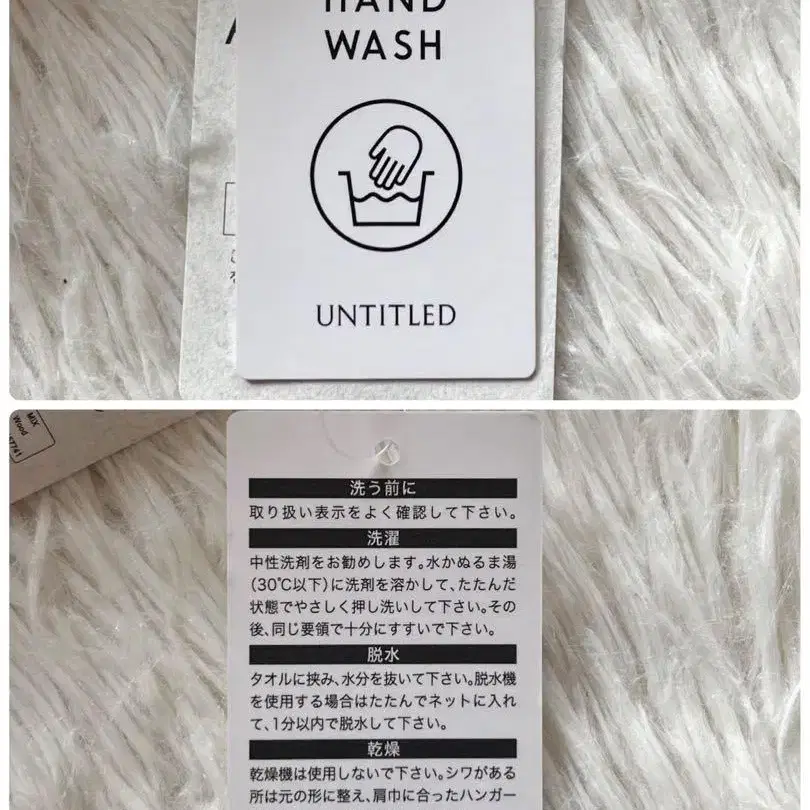 HAND
WASH
UNTITLED
MIX
Wood
洗う前に
取り扱い表示をよく確認して下さい。
洗濯
中性洗剤をお勧めします。水かぬるま湯
(30℃以下)に洗剤を溶かして、たたんだ
状態でやさしく押し洗いして下さい。その
後、同じ要領で十分にすすいで下さい。
脱水
タオルに挟み、水分を抜いて下さい。脱水機
を使用する場合はたたんでネットに入れ
て、1分以内で脱水して下さい。
乾燥
乾燥機は使用しないで下さい。シワがある
所は元の形に整え、肩巾に合ったハンガー